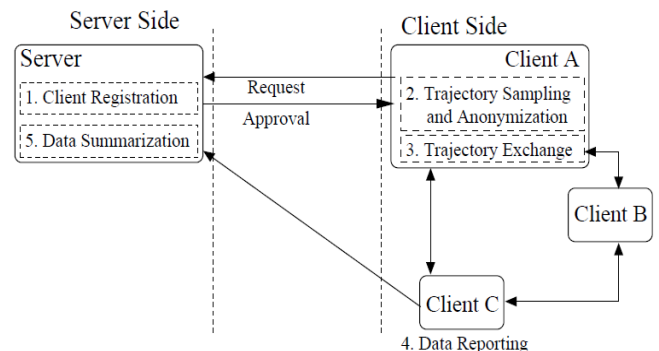 Server Side
Client Side
Server
Client A
1. Client Registration
Request
2. Trajectory Sampling
and Anonymization
Approval
5. Data Summarization
3. Trajectory Exchange
Client B
Client C
4. Data Reporting